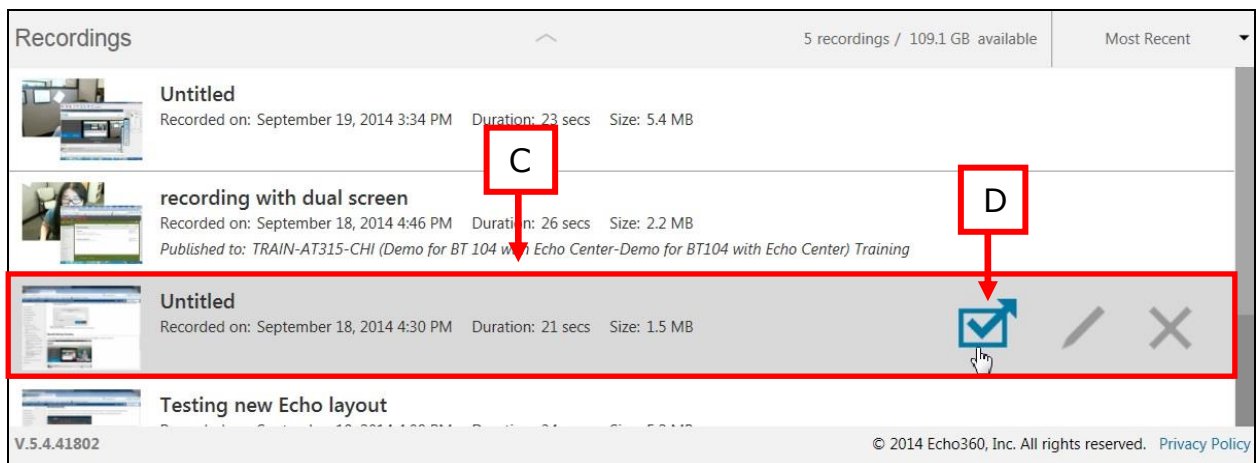 Recordings 5 recordings / 109.1 GB available Most Recent
Untitled
Recorded on: September 19, 2014 3:34 PM Duration: 23 secs Size: 5.4 MB
C
recording with dual screen
D
Recorded on: September 18, 2014 4:46 PM Duration: 26 secs Size: 2.2 MB
Published to: TRAIN-AT315-CHI (Demo for BT 104 with Echo Center-Demo for BT104 with Echo Center) Training
Untitled
Recorded on: September 18, 2014 4:30 PM Duration: 21 secs Size: 1.5 MB
Testing new Echo layout
V.5.4.41802 © 2014 Echo360, Inc. All rights reserved. Privacy Policy